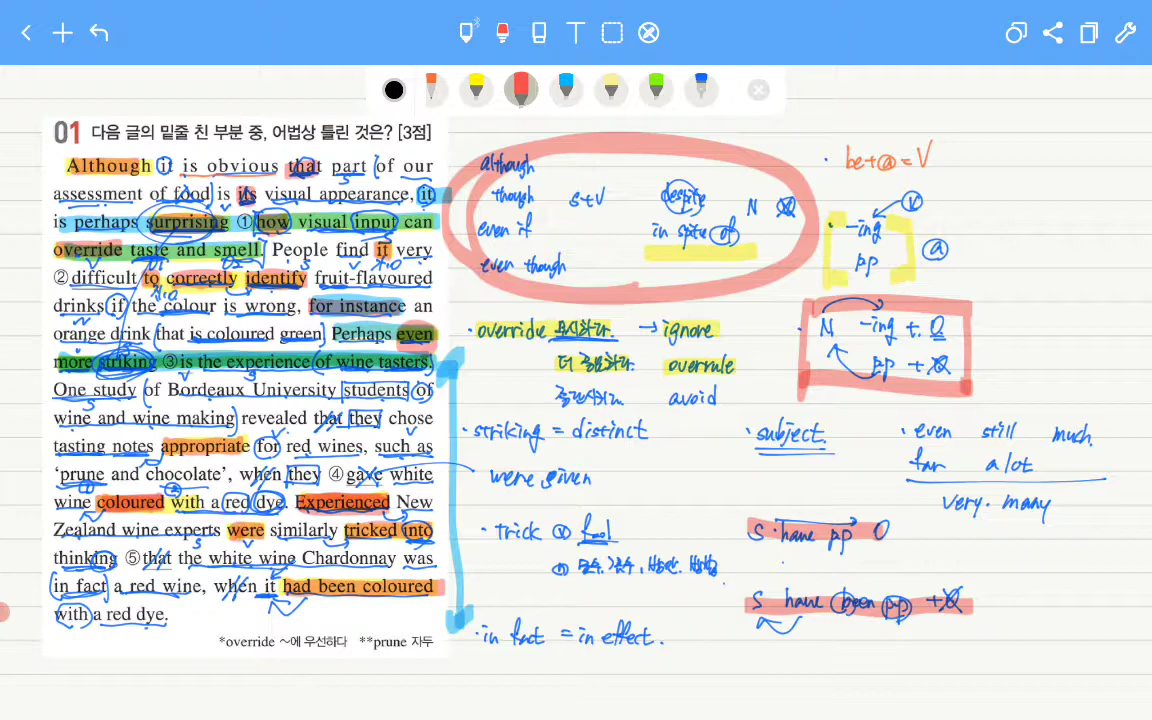 01 다음 글의 밑줄 친 부분 중, 어법상 틀린 것은? [3점]
Although it is obvious that part of our
assessment of food is its visual appearance, it
is perhaps surprising ① how visual input can
override taste and smell. People find it very
② difficult to correctly identify fruit-flavoured
drinks if the colour is wrong, for instance an
orange drink that is coloured green. Perhaps even
more striking ③ is the experience of wine tasters.
One study of Bordeaux University students of
wine and wine making revealed that they chose
tasting notes appropriate for red wines, such as
‘prune and chocolate’, when they ④ gave white
wine coloured with a red dye. Experienced New
Zealand wine experts were similarly tricked into
thinking ⑤ that the white wine Chardonnay was
in fact a red wine, when it had been coloured
with a red dye.
*override ~에 우선하다 **prune 자두
although
though S+V despite N
even if in spite of
even though
· be+ⓐ=V
ⓥ
· -ing
pp ⓐ
· override 무시하다 → ignore
더 중요하다 overrule
avoid
· N -ing + O
pp +
· striking = distinct
were given
· subject
· even still much
far a lot
very. many
· trick ⓥ fool
ⓝ
S have pp O
S have been pp +
· in fact = in effect.